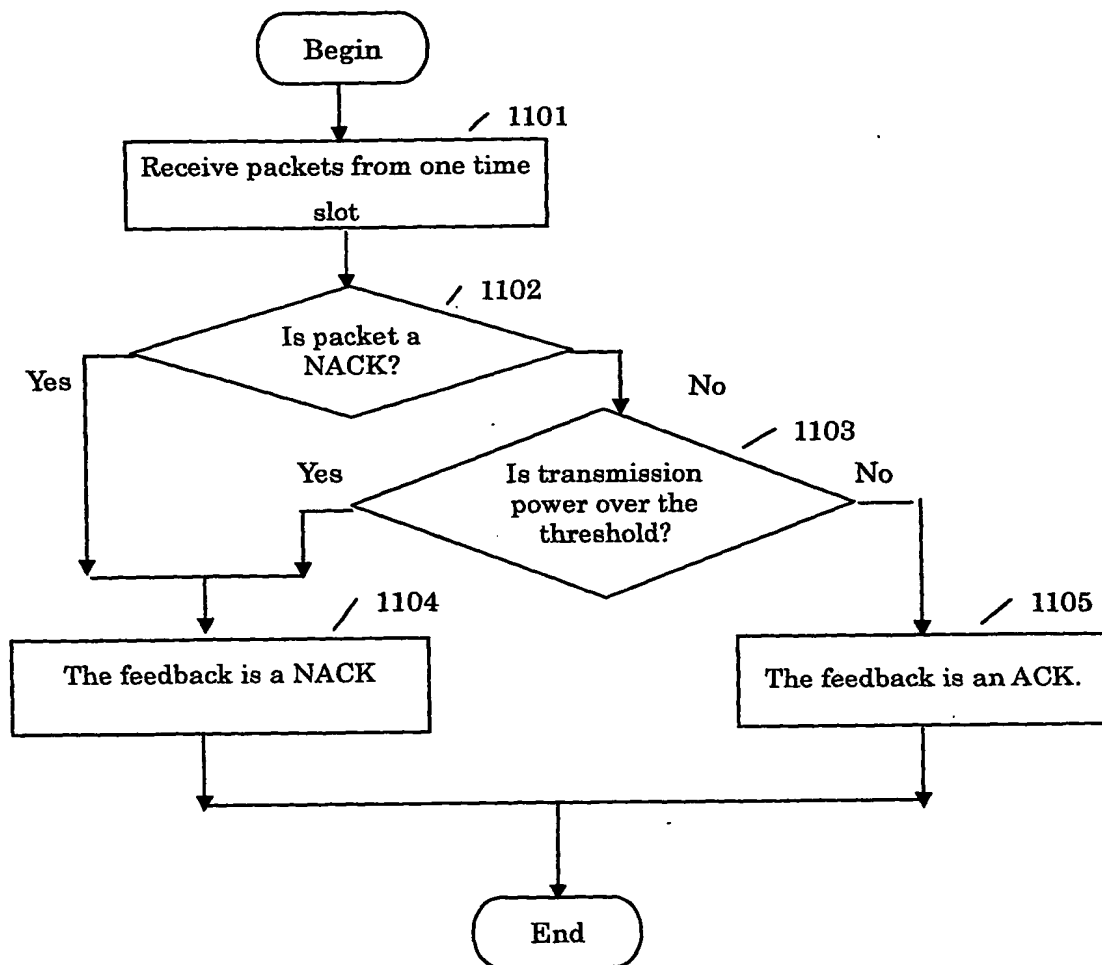 Begin
1101
Receive packets from one time
slot
1102
Is packet a
NACK?
Yes
No
1103
Is transmission
power over the
threshold?
Yes
No
1104
The feedback is a NACK
1105
The feedback is an ACK.
End